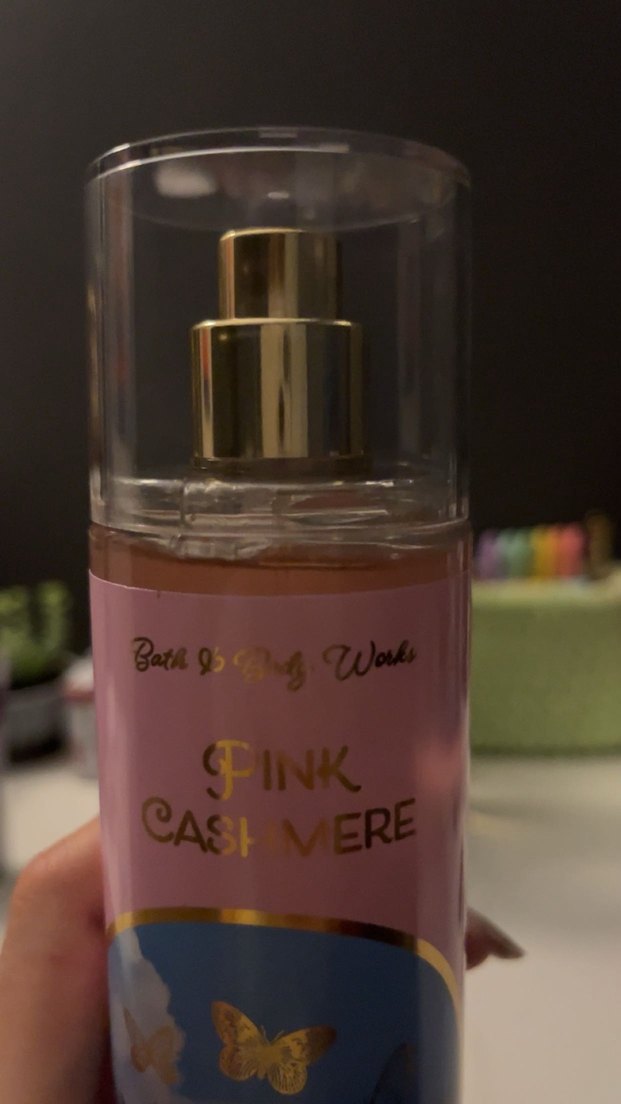 Bath & Body Works
PINK
CASHMERE